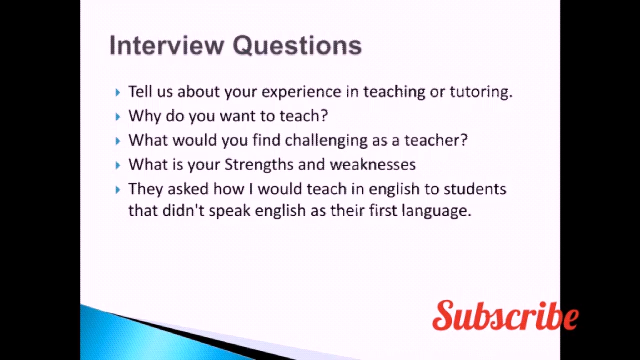 Interview Questions
Tell us about your experience in teaching or tutoring.
Why do you want to teach?
What would you find challenging as a teacher?
What is your Strengths and weaknesses
They asked how I would teach in english to students
that didn't speak english as their first language.
Subscribe